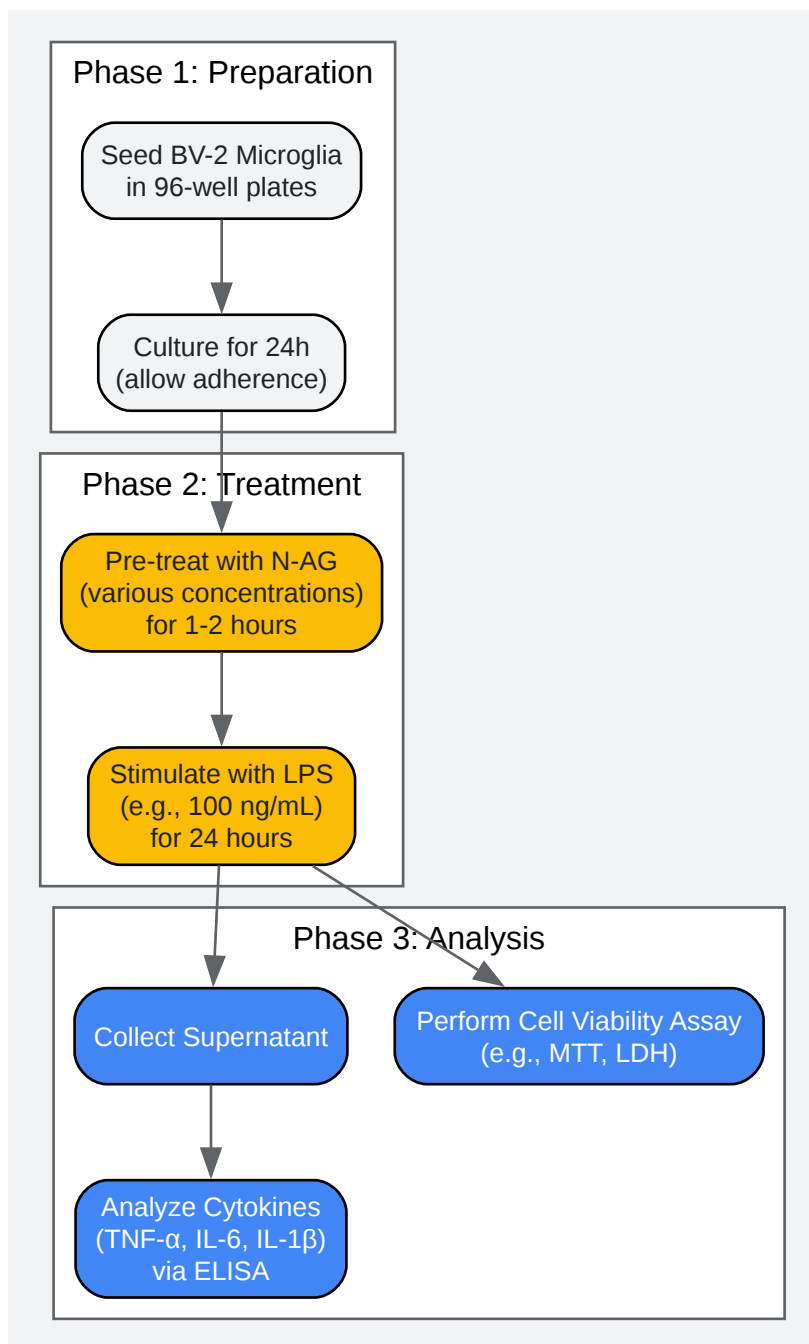 Phase 1: Preparation
Seed BV-2 Microglia
in 96-well plates
Culture for 24h
(allow adherence)
Phase 2: Treatment
Pre-treat with N-AG
(various concentrations)
for 1-2 hours
Stimulate with LPS
(e.g., 100 ng/mL)
for 24 hours
Phase 3: Analysis
Collect Supernatant
Perform Cell Viability Assay
(e.g., MTT, LDH)
Analyze Cytokines
(TNF-α, IL-6, IL-1β)
via ELISA